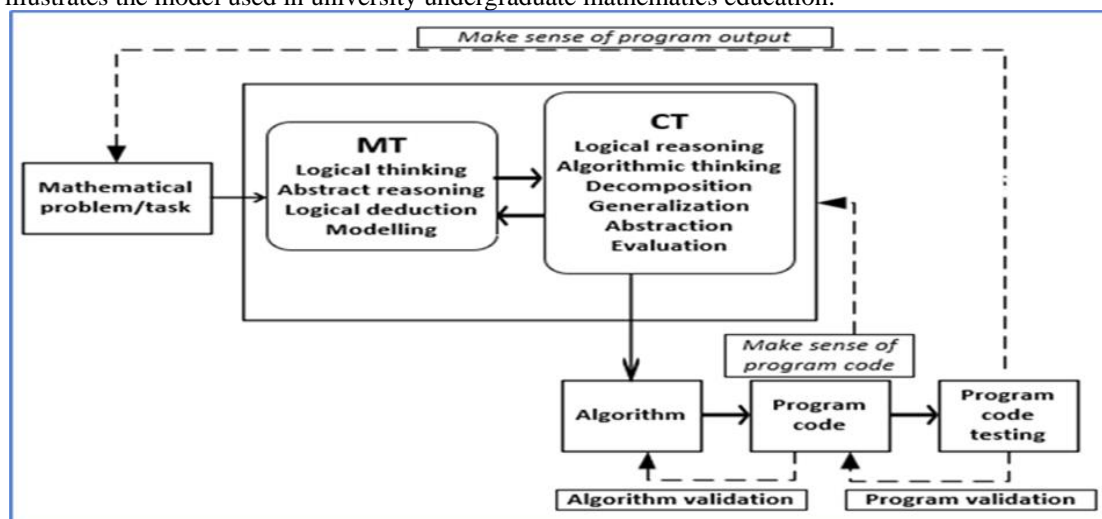 illustrates the model used in university undergraduate mathematics education.
Make sense of program output
Mathematical
problem/task
MT
Logical thinking
Abstract reasoning
Logical deduction
Modelling
CT
Logical reasoning
Algorithmic thinking
Decomposition
Generalization
Abstraction
Evaluation
Make sense of
program code
Algorithm
Program
code
Program
code
testing
Algorithm validation
Program validation